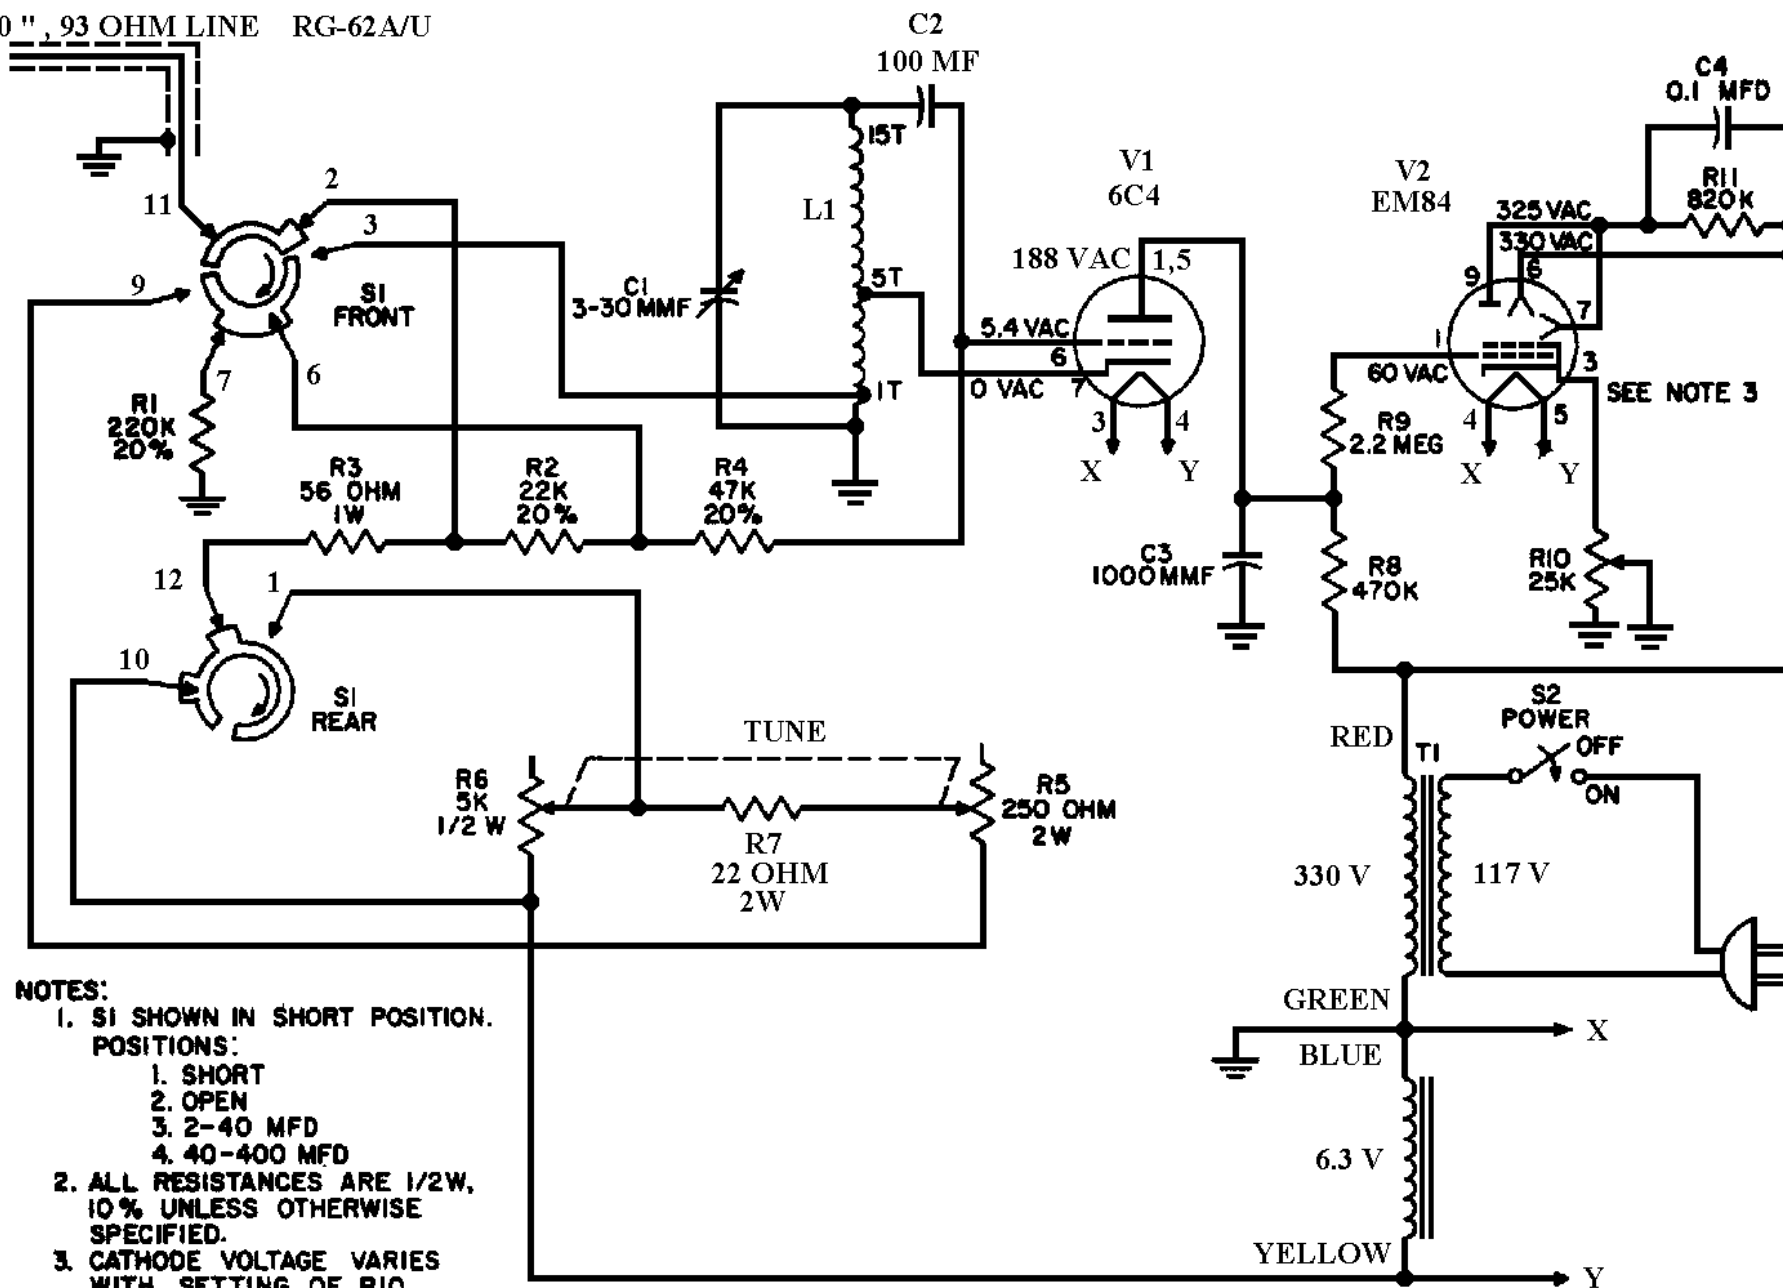 0 ", 93 OHM LINE RG-62A/U
C2
100 MF
C4
0.1 MFD
V1
6C4
V2
EM84
R11
820K
11
2
3
9
7
6
S1
FRONT
R1
220K
20%
15T
L1
5T
1T
C1
3-30MMF
188 VAC
1,5
5.4 VAC
6
7
0 VAC
3
4
X
Y
325 VAC
330 VAC
9
6
7
1
60 VAC
3
SEE NOTE 3
4
5
X
Y
R9
2.2 MEG
R3
56 OHM
1W
R2
22K
20%
R4
47K
20%
C3
1000MMF
R8
470K
R10
25K
12
1
10
S1
REAR
TUNE
R6
5K
1/2 W
R7
22 OHM
2W
R5
250 OHM
2W
RED
T1
S2
POWER
OFF
ON
330 V
117 V
GREEN
X
BLUE
6.3 V
YELLOW
Y
NOTES:
1. S1 SHOWN IN SHORT POSITION.
POSITIONS:
1. SHORT
2. OPEN
3. 2-40 MFD
4. 40-400 MFD
2. ALL RESISTANCES ARE 1/2W,
10% UNLESS OTHERWISE
SPECIFIED.
3. CATHODE VOLTAGE VARIES
WITH SETTING OF R10